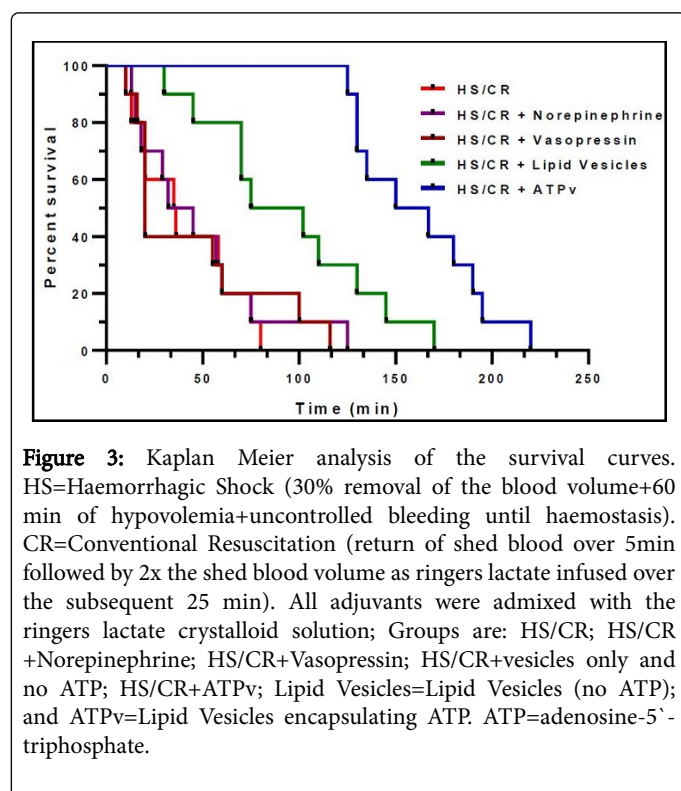 100
80
60
40
20
0
Percent survival
HS/CR
HS/CR + Norepinephrine
HS/CR + Vasopressin
HS/CR + Lipid Vesicles
HS/CR + ATPv
0 50 100 150 200 250
Time (min)
Figure 3: Kaplan Meier analysis of the survival curves.
HS=Haemorrhagic Shock (30% removal of the blood volume+60
min of hypovolemia+uncontrolled bleeding until haemostasis).
CR=Conventional Resuscitation (return of shed blood over 5min
followed by 2x the shed blood volume as ringers lactate infused over
the subsequent 25 min). All adjuvants were admixed with the
ringers lactate crystalloid solution; Groups are: HS/CR; HS/CR
+Norepinephrine; HS/CR+Vasopressin; HS/CR+vesicles only and
no ATP; HS/CR+ATPv; Lipid Vesicles=Lipid Vesicles (no ATP);
and ATPv=Lipid Vesicles encapsulating ATP. ATP=adenosine-5`-
triphosphate.